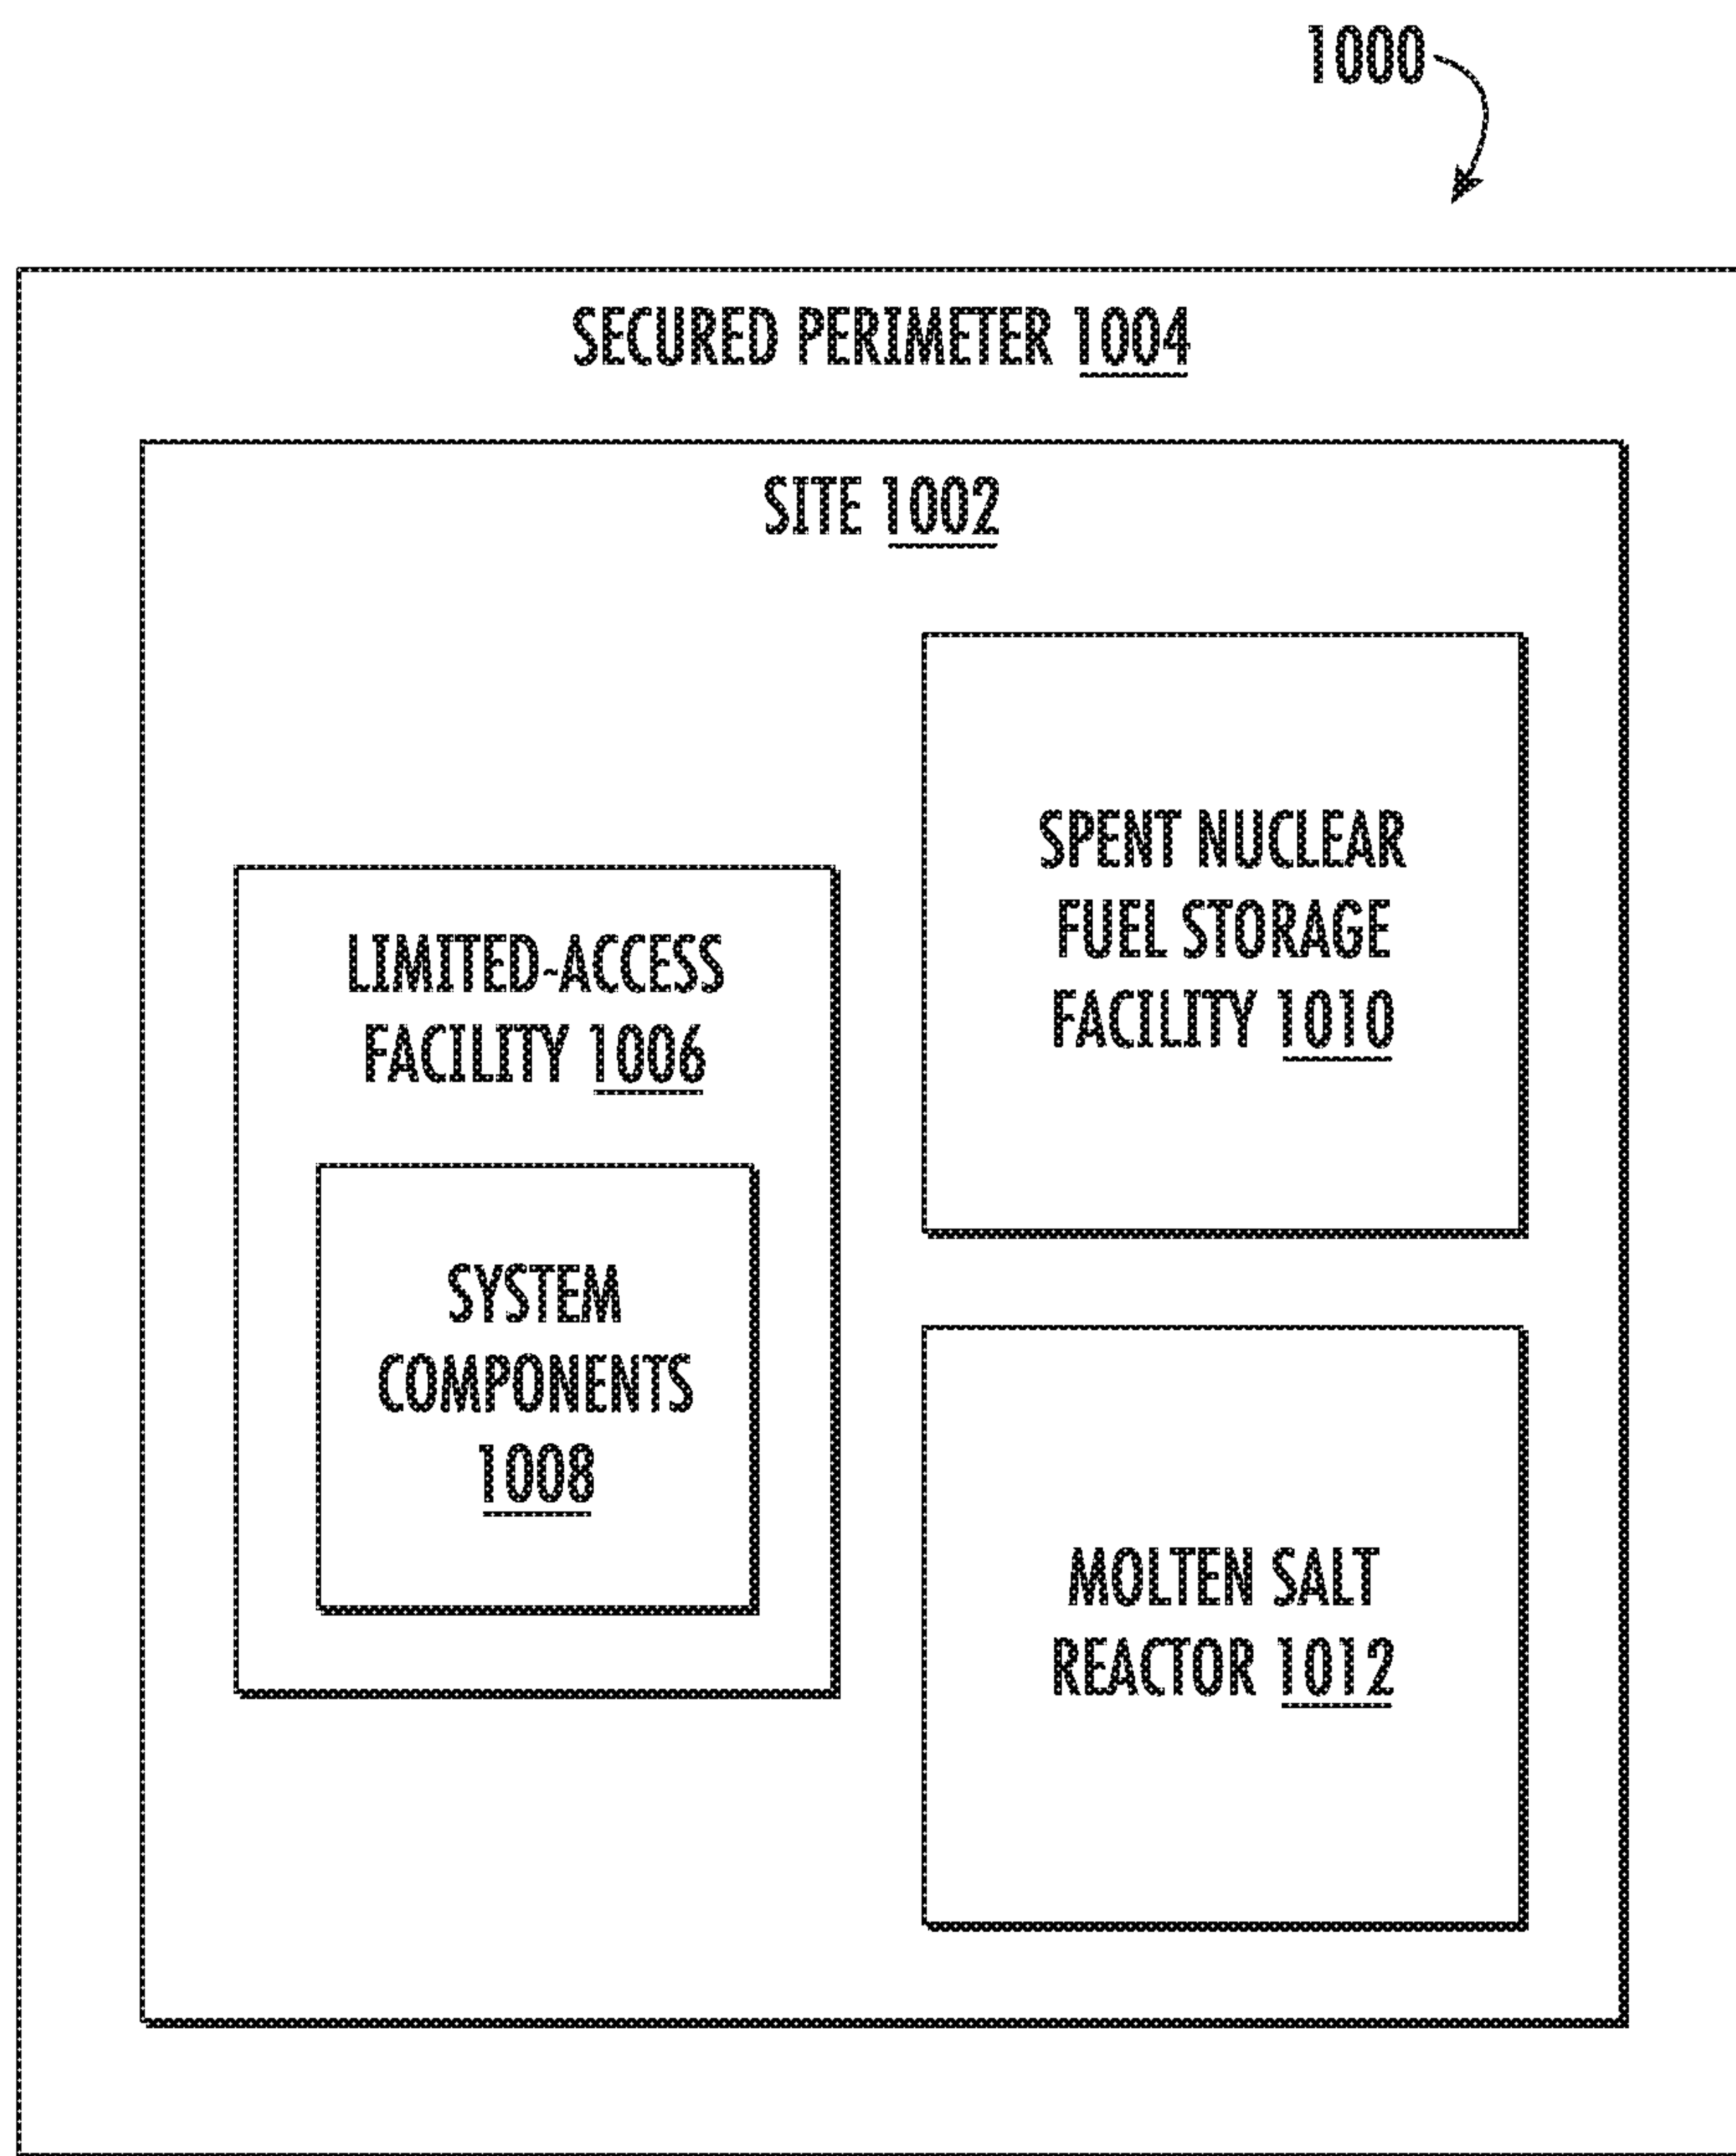 1000
SECURED PERIMETER 1004
SITE 1002
SPENT NUCLEAR
FUEL STORAGE
FACILITY 1010
LIMITED-ACCESS
FACILITY 1006
SYSTEM
COMPONENTS
1008
MOLTEN SALT
REACTOR 1012